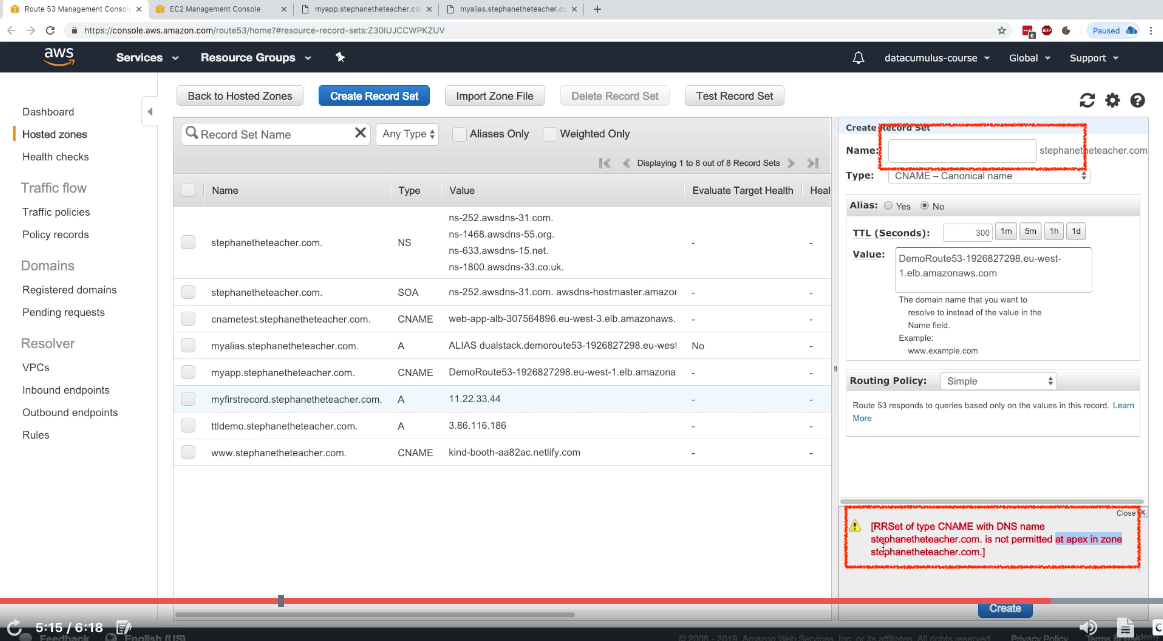 Route 53 Management Conso
EC2 Management Console
myapp.stephanetheteacher.co
myalias.stephanetheteacher.c
https://console.aws.amazon.com/route53/home?#resource-record-sets:Z30IUJCCWPKZUV
Paused
aws
Services
Resource Groups
datacumulus-course
Global
Support
Dashboard
Hosted zones
Health checks
Traffic flow
Traffic policies
Policy records
Domains
Registered domains
Pending requests
Resolver
VPCs
Inbound endpoints
Outbound endpoints
Rules
Back to Hosted Zones
Create Record Set
Import Zone File
Delete Record Set
Test Record Set
Record Set Name
Any Type
Aliases Only
Weighted Only
Displaying 1 to 8 out of 8 Record Sets
Name Type Value Evaluate Target Health Heal
stephanetheteacher.com. NS
ns-252.awsdns-31.com.
ns-1468.awsdns-55.org.
ns-633.awsdns-15.net.
ns-1800.awsdns-33.co.uk.
- -
stephanetheteacher.com. SOA ns-252.awsdns-31.com. awsdns-hostmaster.amazor - -
cnametest.stephanetheteacher.com. CNAME web-app-alb-307564896.eu-west-3.elb.amazonaws. - -
myalias.stephanetheteacher.com. A ALIAS dualstack.demoroute53-1926827298.eu-west No -
myapp.stephanetheteacher.com. CNAME DemoRoute53-1926827298.eu-west-1.elb.amazona - -
myfirstrecord.stephanetheteacher.com. A 11.22.33.44 - -
ttldemo.stephanetheteacher.com. A 3.86.116.186 - -
www.stephanetheteacher.com. CNAME kind-booth-aa82ac.netlify.com - -
Create Record Set
Name: stephanetheteacher.com
Type: CNAME – Canonical name
Alias: Yes No
TTL (Seconds): 300 1m 5m 1h 1d
Value: DemoRoute53-1926827298.eu-west-
1.elb.amazonaws.com
The domain name that you want to
resolve to instead of the value in the
Name field.
Example:
www.example.com
Routing Policy: Simple
Route 53 responds to queries based only on the values in this record. Learn
More
Close x
[RRSet of type CNAME with DNS name
stephanetheteacher.com. is not permitted at apex in zone
stephanetheteacher.com.]
Create
5:15 / 6:18
Feedback English (US)
© 2008 - 2019, Amazon Web Services, Inc. or its affiliates. All rights reserved. Privacy Policy Terms of